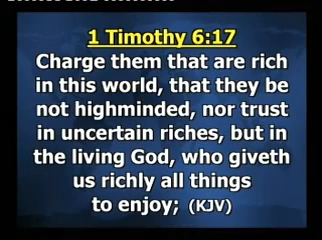 1 Timothy 6:17
Charge them that are rich
in this world, that they be
not highminded, nor trust
in uncertain riches, but in
the living God, who giveth
us richly all things
to enjoy; (KJV)